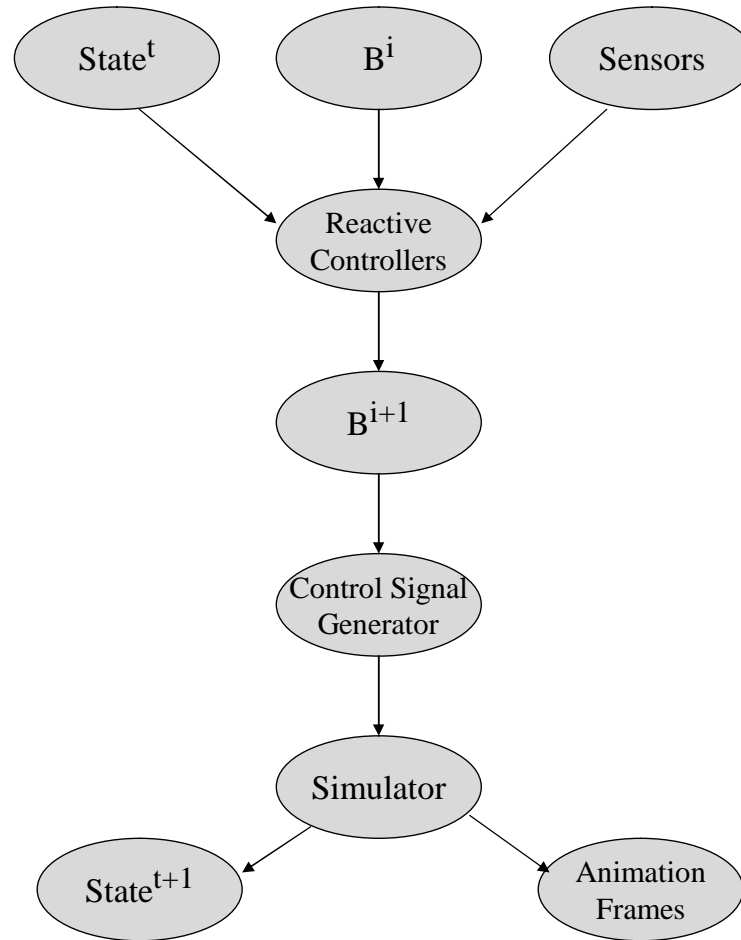 State^t
B^i
Sensors
Reactive
Controllers
B^i+1
Control Signal
Generator
Simulator
State^t+1
Animation
Frames